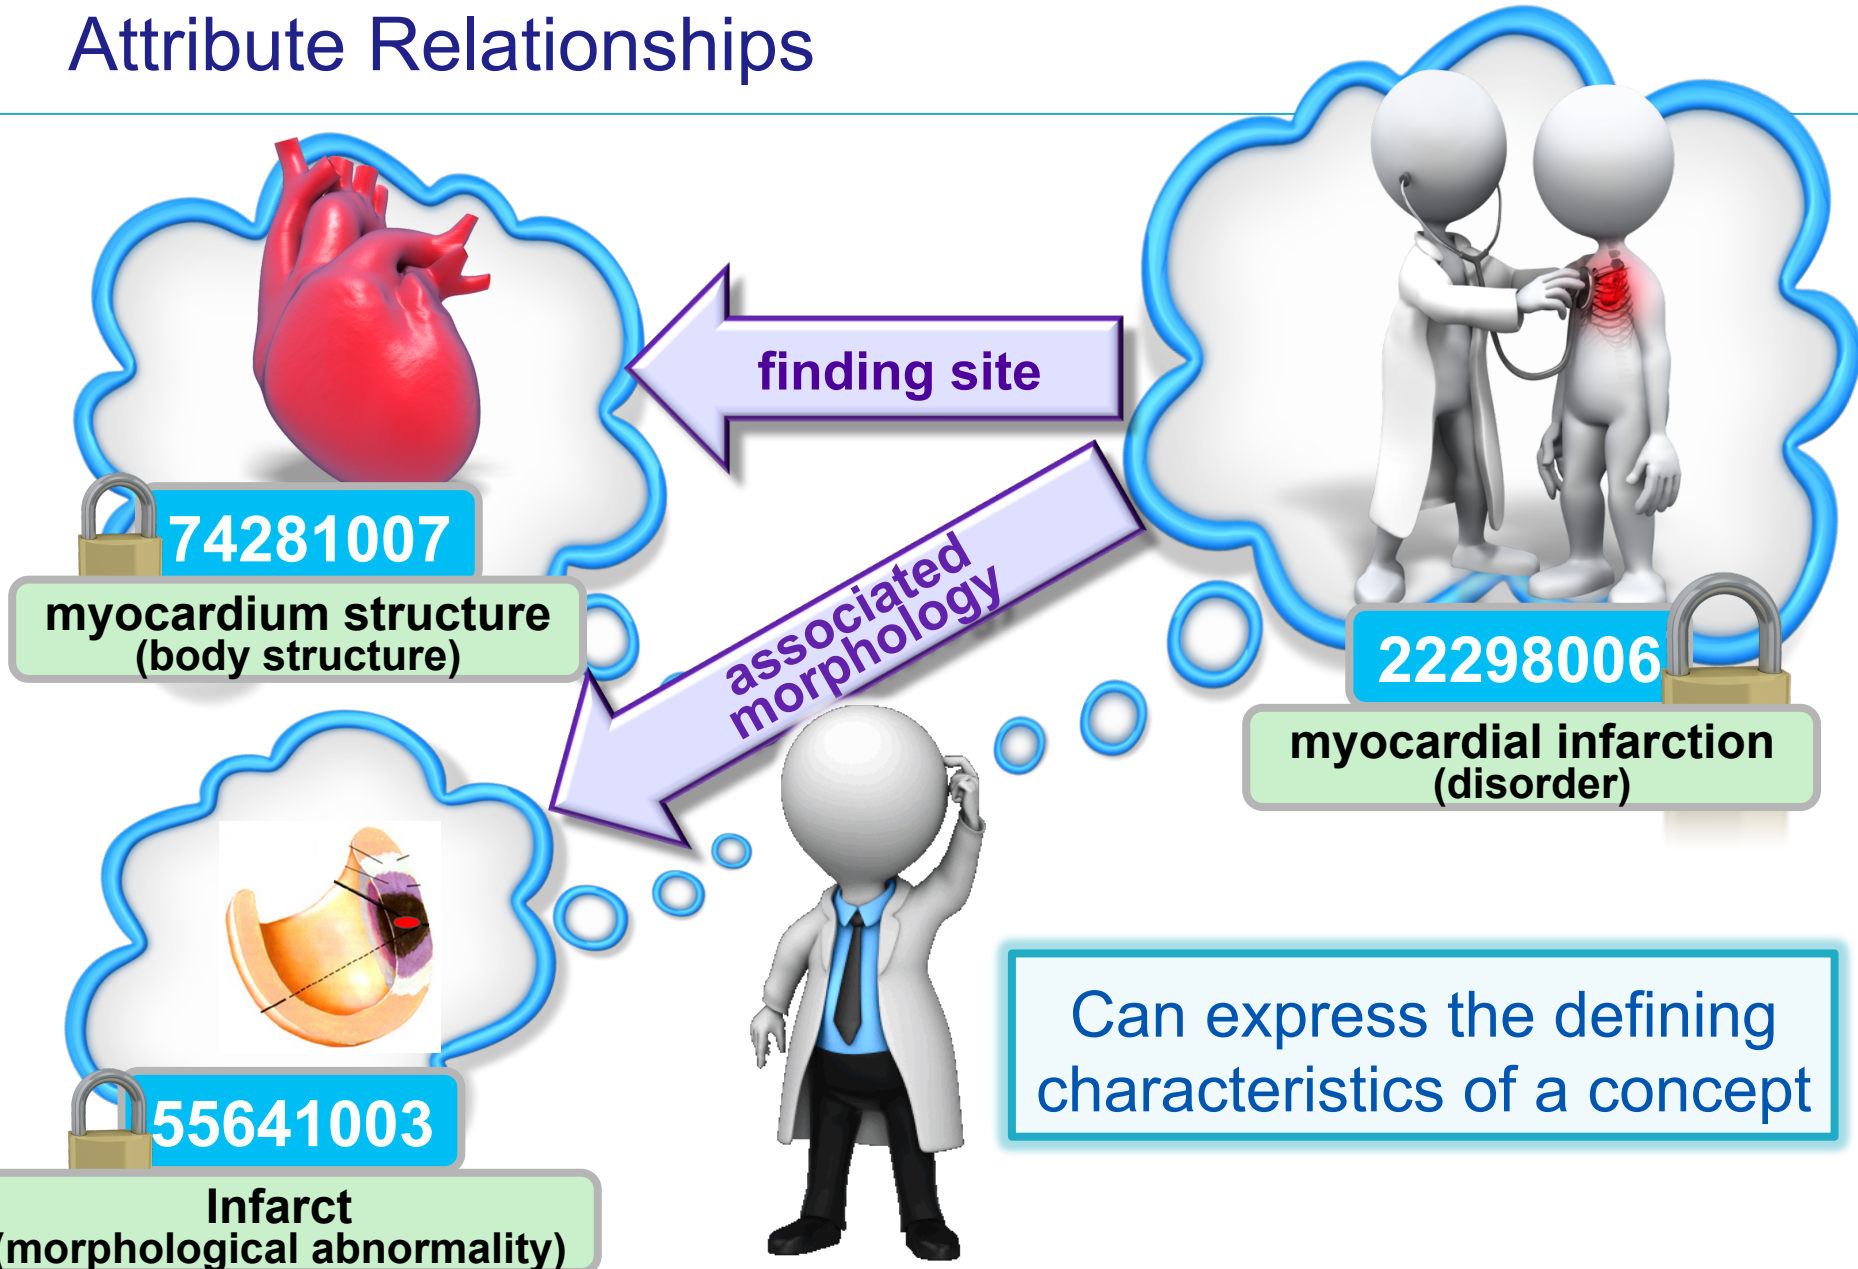 Attribute Relationships
finding site
74281007
myocardium structure
(body structure)
associated
morphology
22298006
myocardial infarction
(disorder)
55641003
Infarct
(morphological abnormality)
Can express the defining
characteristics of a concept